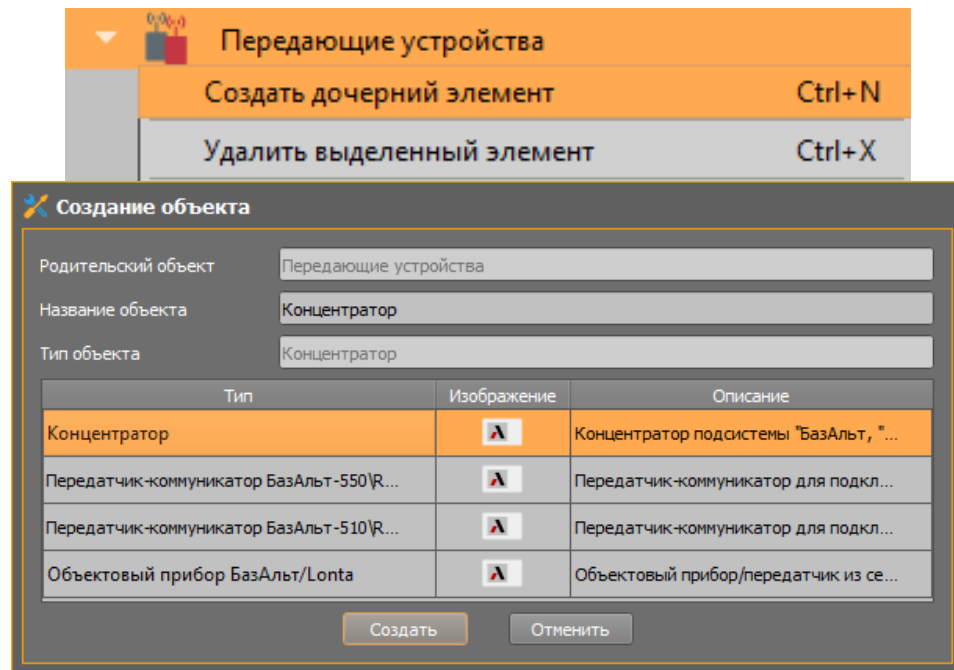 Передающие устройства
Создать дочерний элемент Ctrl+N
Удалить выделенный элемент Ctrl+X
Создание объекта
Родительский объект Передающие устройства
Название объекта Концентратор
Тип объекта Концентратор
Тип Изображение Описание
Концентратор Концентратор подсистемы "БазАльт, "...
Передатчик-коммуникатор БазАльт-550\R... Передатчик-коммуникатор для подкл...
Передатчик-коммуникатор БазАльт-510\R... Передатчик-коммуникатор для подкл...
Объектовый прибор БазАльт/Lonta Объектовый прибор/передатчик из се...
Создать Отменить